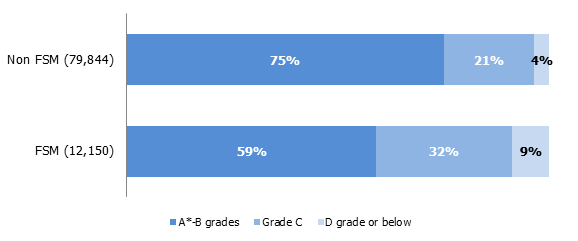 Non FSM (79,844) 75% 21% 4%
FSM (12,150) 59% 32% 9%
A*-B grades Grade C D grade or below